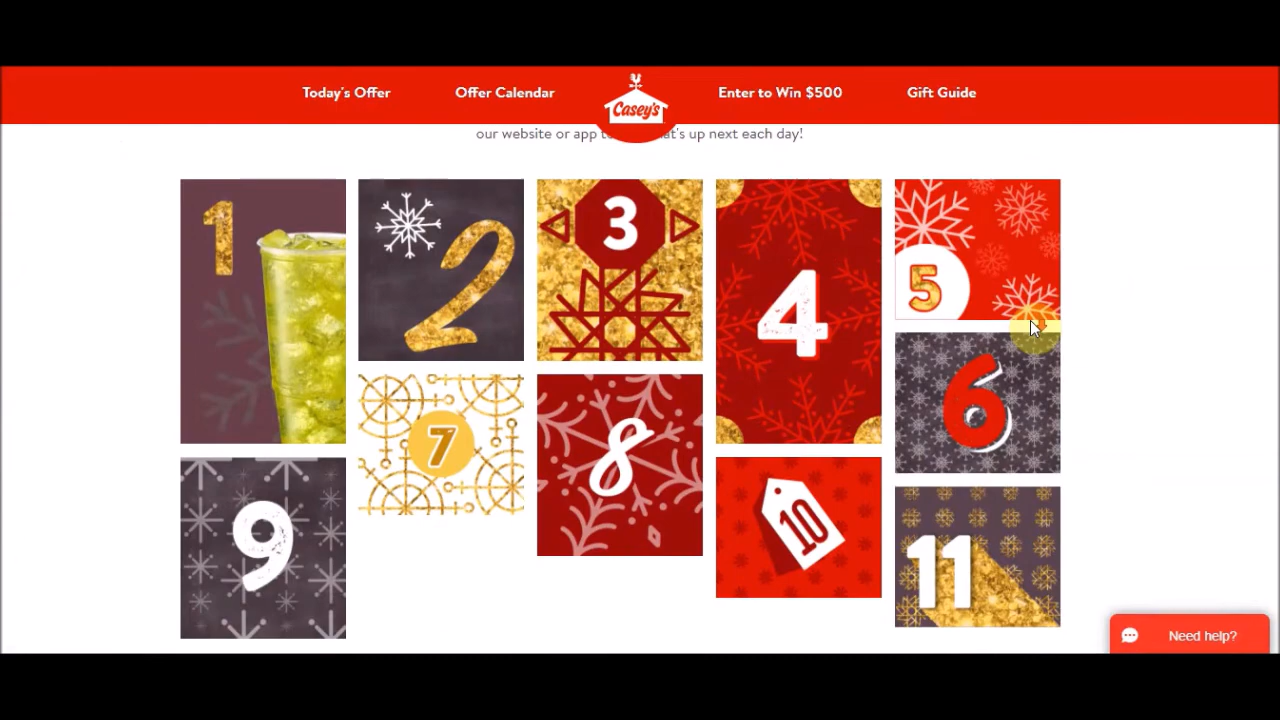 Today's Offer
Offer Calendar
Casey's
Enter to Win $500
Gift Guide
our website or app at's up next each day!
1
2
3
4
5
6
7
8
9
10
11
Need help?